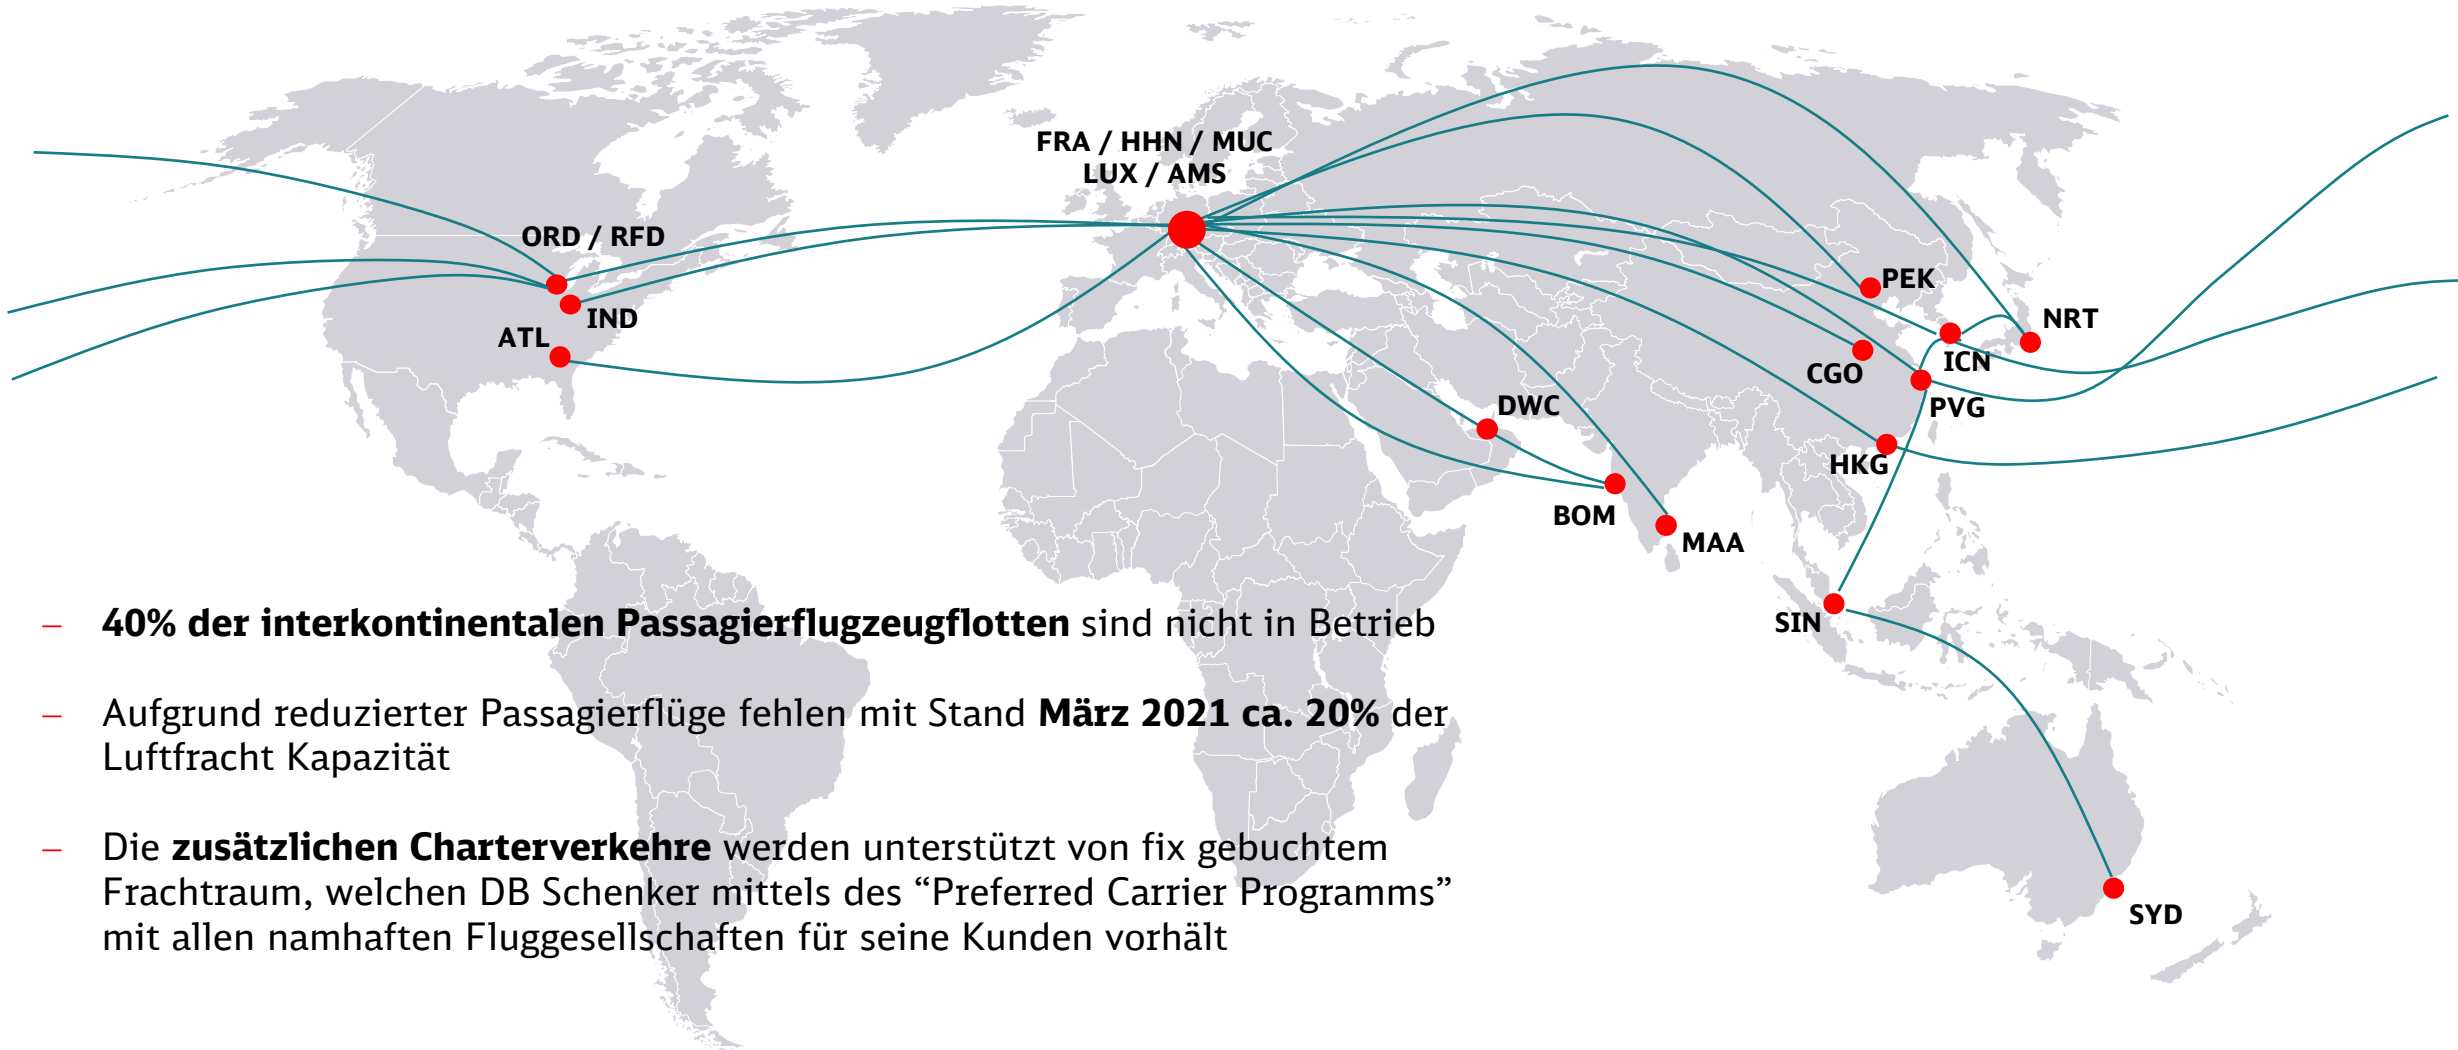 FRA / HHN / MUC
LUX / AMS
ORD / RFD
IND
ATL
PEK
NRT
ICN
CGO
PVG
DWC
HKG
BOM
MAA
SIN
SYD
– 40% der interkontinentalen Passagierflugzeugflotten sind nicht in Betrieb
– Aufgrund reduzierter Passagierflüge fehlen mit Stand März 2021 ca. 20% der
Luftfracht Kapazität
– Die zusätzlichen Charterverkehre werden unterstützt von fix gebuchtem
Frachtraum, welchen DB Schenker mittels des “Preferred Carrier Programms”
mit allen namhaften Fluggesellschaften für seine Kunden vorhält